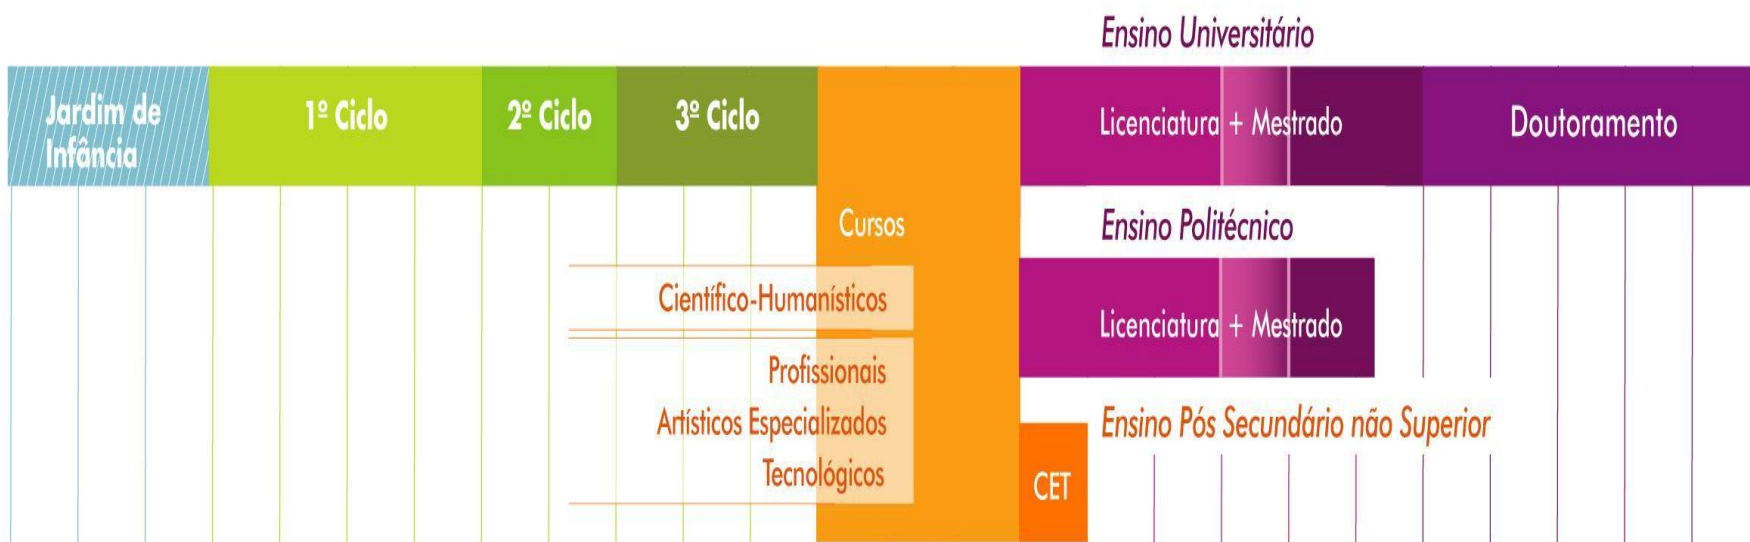 Ensino Universitário
Jardim de
Infância
1º Ciclo
2º Ciclo
3º Ciclo
Licenciatura + Mestrado
Doutoramento
Cursos
Ensino Politécnico
Científico-Humanísticos
Licenciatura + Mestrado
Profissionais
Artísticos Especializados
Tecnológicos
Ensino Pós Secundário não Superior
CET